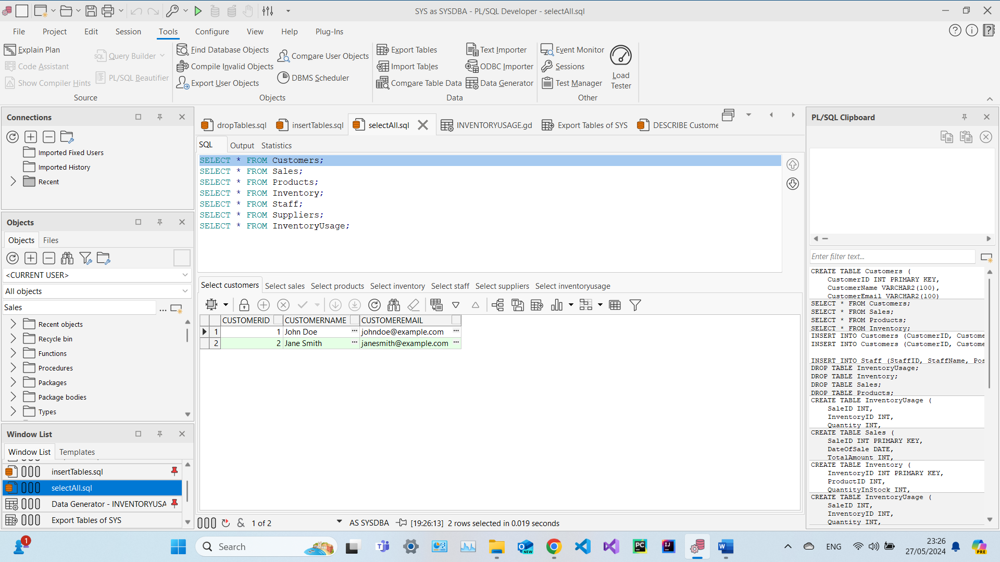 SYS as SYSDBA - PL/SQL Developer - selectAll.sql
File Project Edit Session Tools Configure View Help Plug-Ins
Explain Plan
Code Assistant
Show Compiler Hints
Query Builder
PL/SQL Beautifier
Source
Find Database Objects
Compile Invalid Objects
Export User Objects
Compare User Objects
DBMS Scheduler
Objects
Export Tables
Import Tables
Compare Table Data
Text Importer
ODBC Importer
Data Generator
Data
Event Monitor
Sessions
Test Manager
Load
Tester
Other
Connections
Imported Fixed Users
Imported History
Recent
Objects
Objects Files
<CURRENT USER>
All objects
Sales
Recent objects
Recycle bin
Functions
Procedures
Packages
Package bodies
Types
Window List
Window List Templates
insertTables.sql
selectAll.sql
Data Generator - INVENTORYUSA
Export Tables of SYS
dropTables.sql insertTables.sql selectAll.sql INVENTORYUSAGE.gd Export Tables of SYS DESCRIBE Custome
SQL Output Statistics
SELECT * FROM Customers;
SELECT * FROM Sales;
SELECT * FROM Products;
SELECT * FROM Inventory;
SELECT * FROM Staff;
SELECT * FROM Suppliers;
SELECT * FROM InventoryUsage;
Select customers Select sales Select products Select inventory Select staff Select suppliers Select inventoryusage
CUSTOMERID CUSTOMERNAME CUSTOMEREMAIL
1 1 John Doe johndoe@example.com
2 2 Jane Smith janesmith@example.com
& 1 of 2 AS SYSDBA [19:26:13] 2 rows selected in 0.019 seconds
PL/SQL Clipboard
Enter filter text...
CREATE TABLE Customers (
CustomerID INT PRIMARY KEY,
CustomerName VARCHAR2(100),
CustomerEmail VARCHAR2(100)
SELECT * FROM Customers;
SELECT * FROM Sales;
SELECT * FROM Products;
SELECT * FROM Inventory;
INSERT INTO Customers (CustomerID, Custome
INSERT INTO Customers (CustomerID, Custome
INSERT INTO Staff (StaffID, StaffName, Pos
DROP TABLE InventoryUsage;
DROP TABLE Inventory;
DROP TABLE Sales;
DROP TABLE Products;
CREATE TABLE InventoryUsage (
SaleID INT,
InventoryID INT,
Quantity INT,
CREATE TABLE Sales (
SaleID INT PRIMARY KEY,
DateOfSale DATE,
TotalAmount INT,
CREATE TABLE Inventory (
InventoryID INT PRIMARY KEY,
ProductID INT,
QuantityInStock INT,
CREATE TABLE InventoryUsage (
SaleID INT,
InventoryID INT,
Quantity INT,
1
Search
NEW
PC
IJ
W
ENG
23:26
27/05/2024
PRE